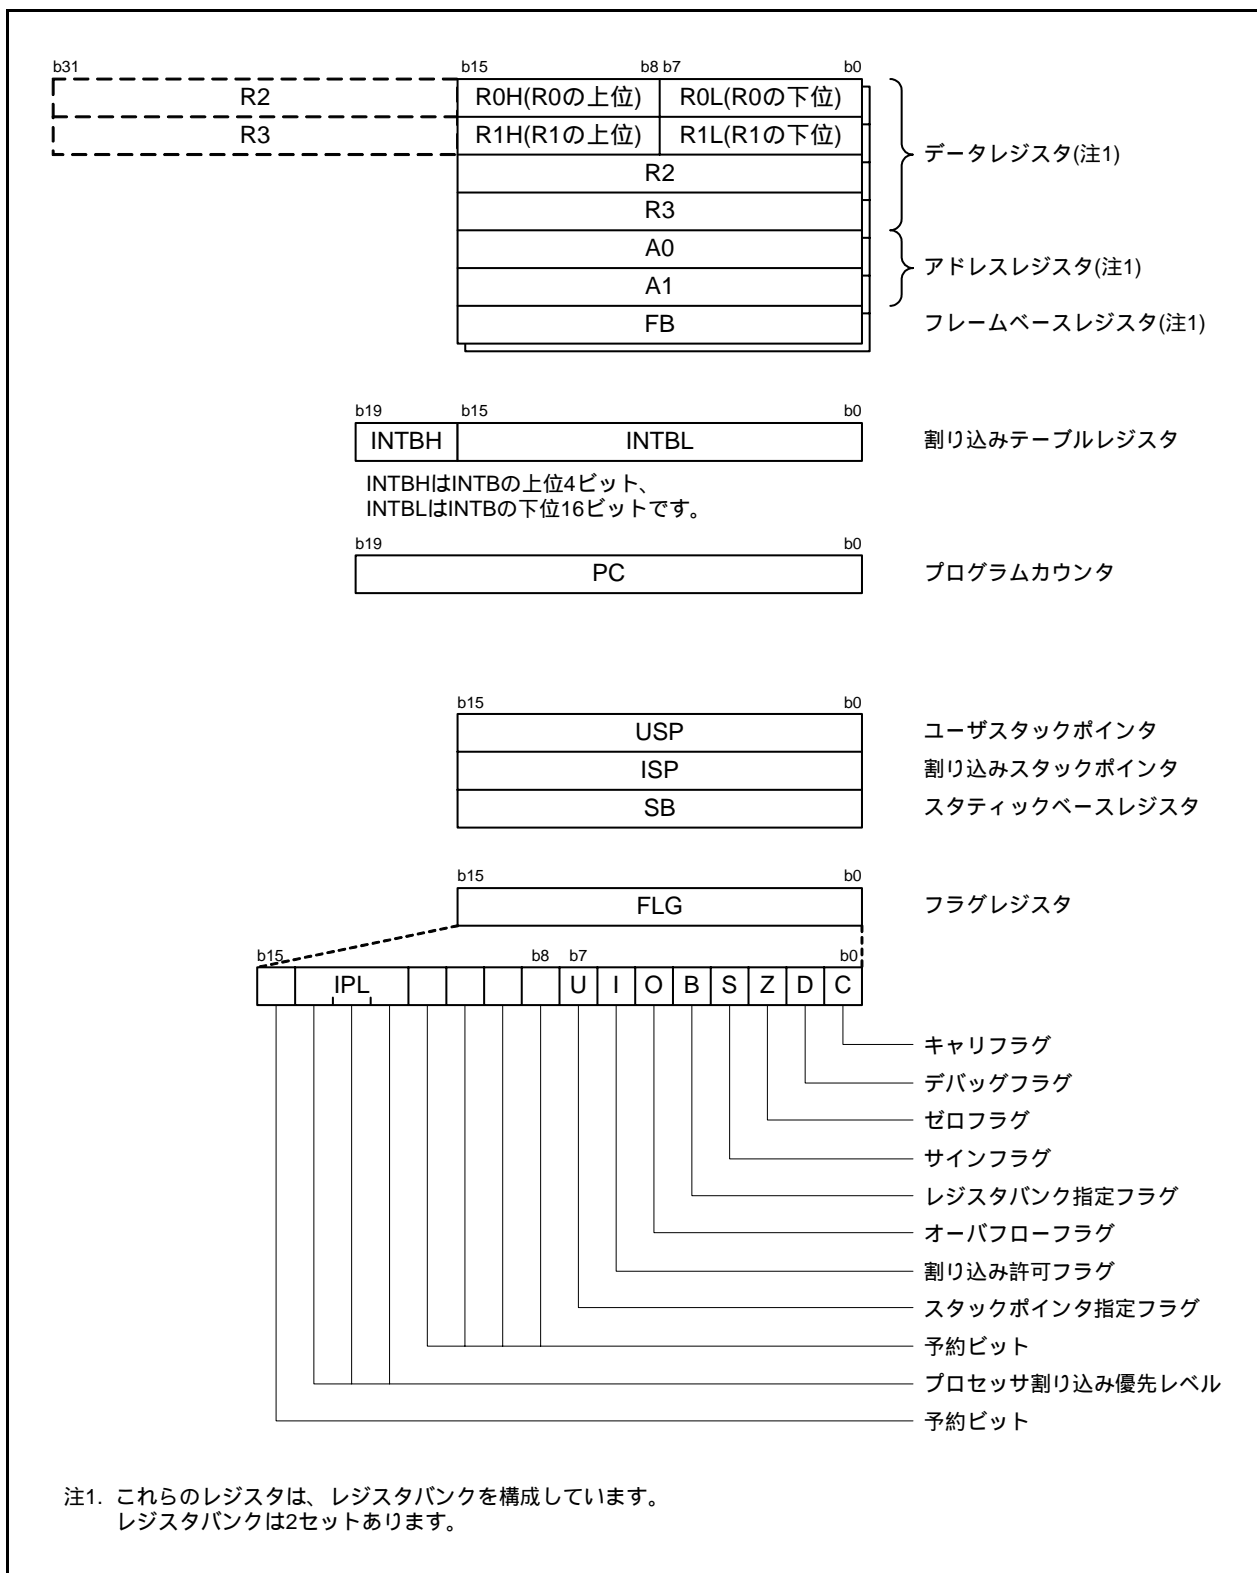 b31 b15 b8 b7 b0
R2 R0H(R0の上位) R0L(R0の下位)
R3 R1H(R1の上位) R1L(R1の下位)
データレジスタ(注1)
R2
R3
A0
アドレスレジスタ(注1)
A1
FB フレームベースレジスタ(注1)
b19 b15 b0
INTBH INTBL 割り込みテーブルレジスタ
INTBHはINTBの上位4ビット、
INTBLはINTBの下位16ビットです。
b19 b0
PC プログラムカウンタ
b15 b0
USP ユーザスタックポインタ
ISP 割り込みスタックポインタ
SB スタティックベースレジスタ
b15 b0
FLG フラグレジスタ
b15 b8 b7 b0
IPL U I O B S Z D C
キャリフラグ
デバッグフラグ
ゼロフラグ
サインフラグ
レジスタバンク指定フラグ
オーバフローフラグ
割り込み許可フラグ
スタックポインタ指定フラグ
予約ビット
プロセッサ割り込み優先レベル
予約ビット
注1. これらのレジスタは、レジスタバンクを構成しています。
レジスタバンクは2セットあります。